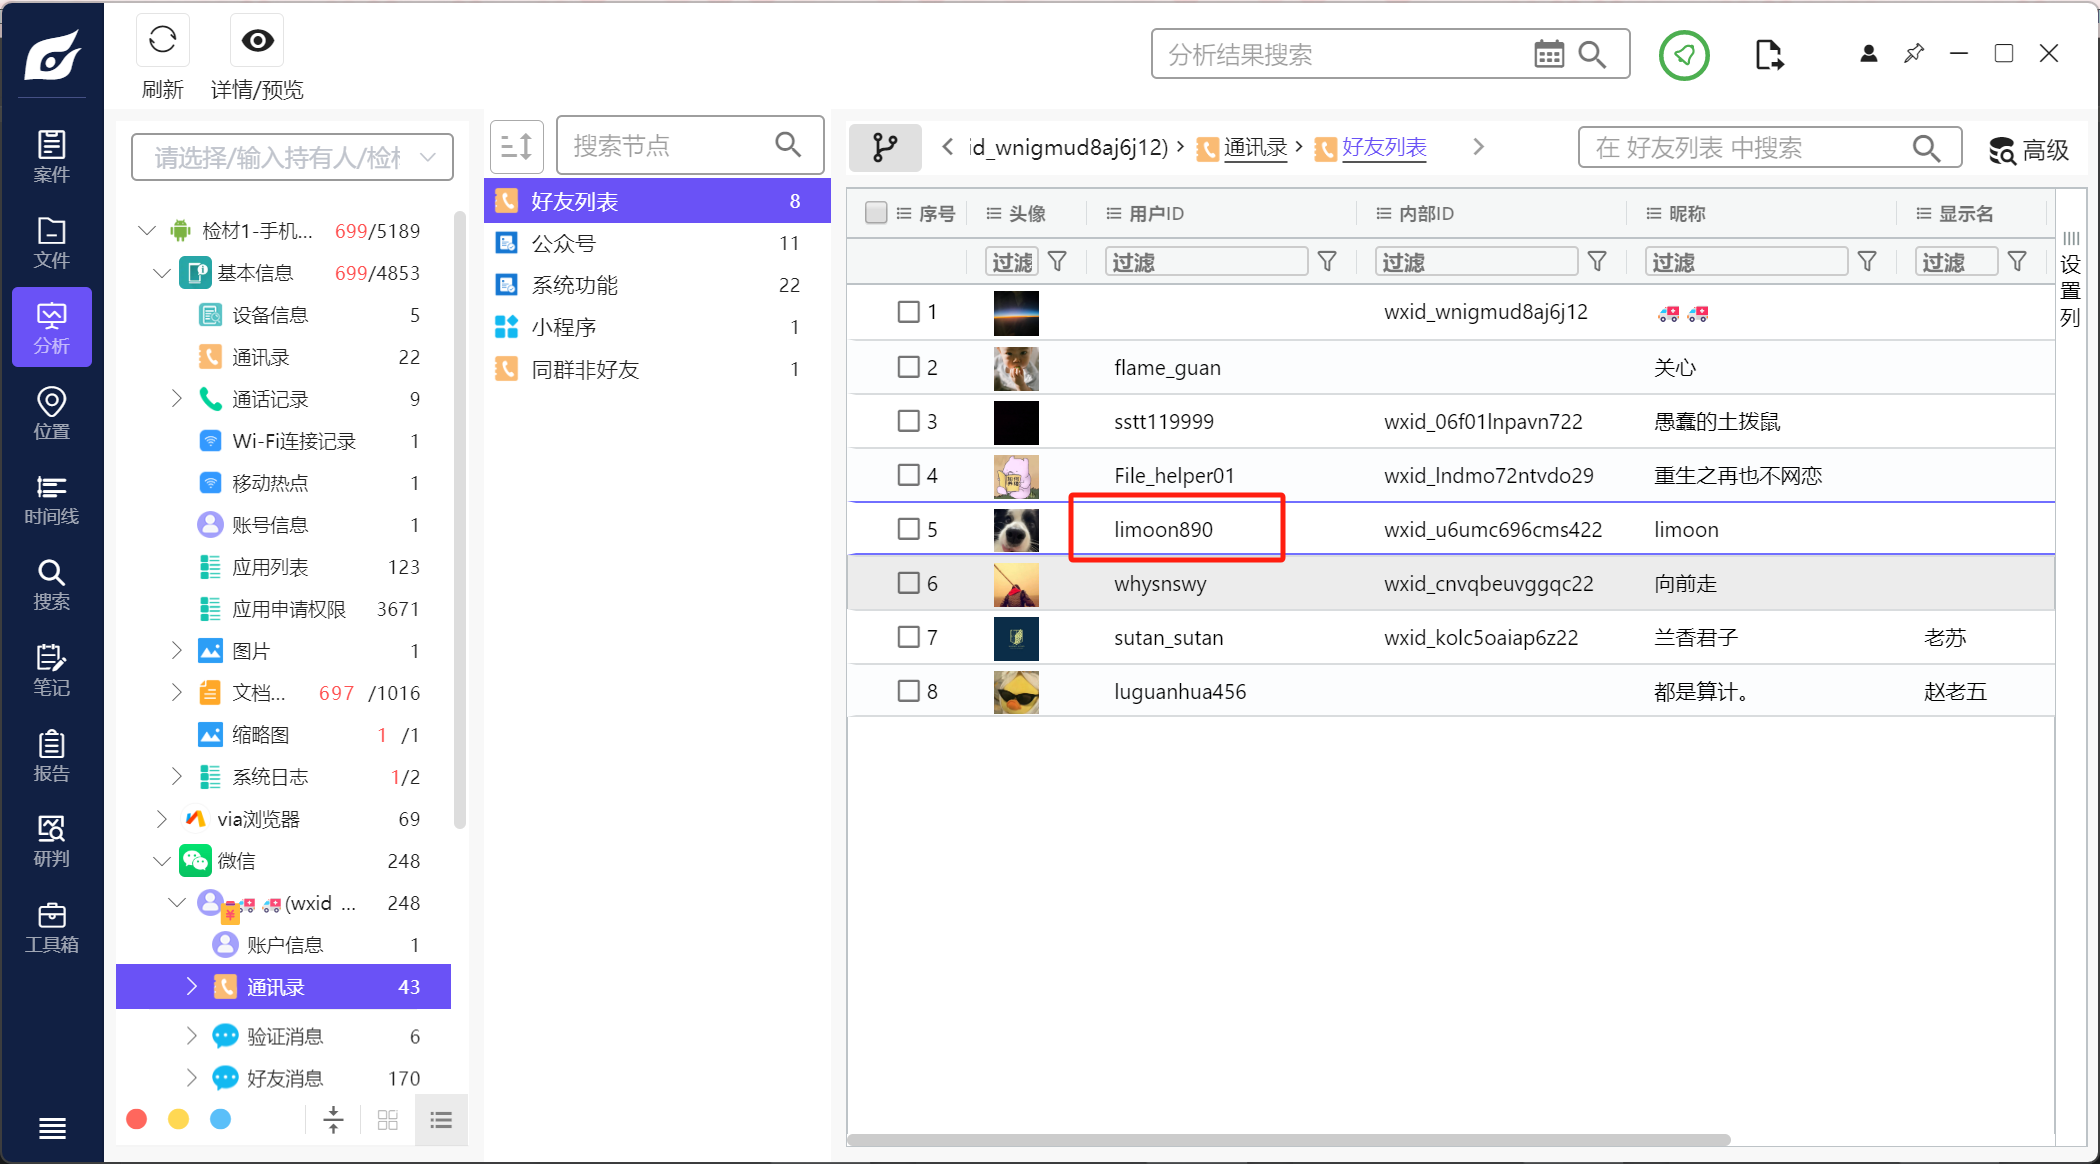 刷新
详情/预览
分析结果搜索
案件
文件
分析
位置
时间线
搜索
笔记
报告
研判
工具箱
请选择/输入持有人/检
检材1-手机... 699/5189
基本信息 699/4853
设备信息 5
通讯录 22
通话记录 9
Wi-Fi连接记录 1
移动热点 1
账号信息 1
应用列表 123
应用申请权限 3671
图片 1
文档... 697 /1016
缩略图 1 /1
系统日志 1/2
via浏览器 69
微信 248
(wxid ... 248
账户信息 1
通讯录 43
验证消息 6
好友消息 170
搜索节点
好友列表 8
公众号 11
系统功能 22
小程序 1
同群非好友 1
id_wnigmud8aj6j12) > 通讯录 > 好友列表
在 好友列表 中搜索
高级
序号 头像 用户ID 内部ID 昵称 显示名
过滤 过滤 过滤 过滤 过滤
1 wxid_wnigmud8aj6j12 🚑🚑
2 flame_guan 关心
3 sstt119999 wxid_06f01lnpavn722 愚蠢的土拨鼠
4 File_helper01 wxid_lndmo72ntvdo29 重生之再也不网恋
5 limoon890 wxid_u6umc696cms422 limoon
6 whysnswy wxid_cnvqbeuvggqc22 向前走
7 sutan_sutan wxid_kolc5oaiap6z22 兰香君子 老苏
8 luguanhua456 都是算计。 赵老五
设置列